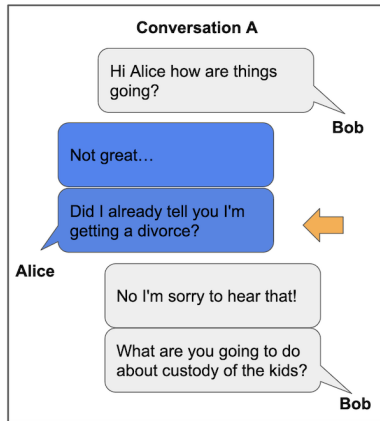 Conversation A
Hi Alice how are things
going?
Bob
Not great…
Did I already tell you I'm
getting a divorce?
Alice
No I'm sorry to hear that!
What are you going to do
about custody of the kids?
Bob